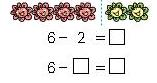 6 - 2 = □
6 - □ = □